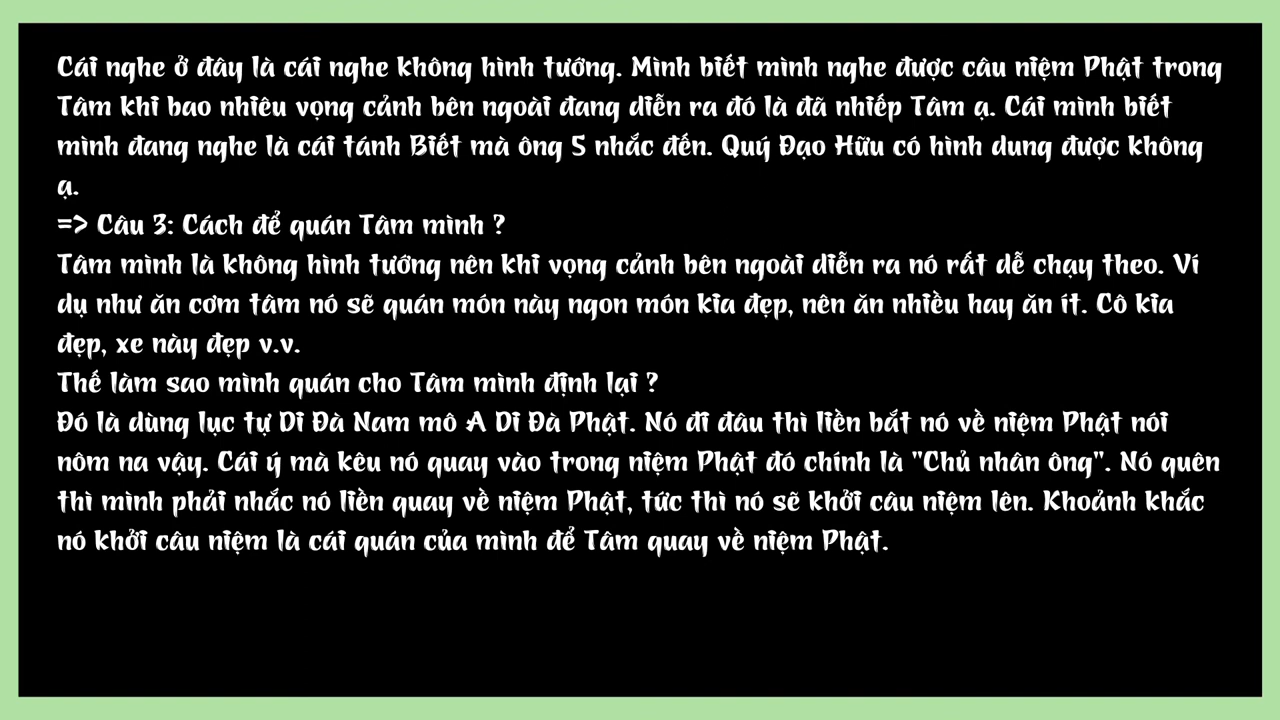 Cái nghe ở đây là cái nghe không hình tướng. Mình biết mình nghe được câu niệm Phật trong
Tâm khi bao nhiêu vọng cảnh bên ngoài đang diễn ra đó là đã nhiếp Tâm ạ. Cái mình biết
mình đang nghe là cái tánh Biết mà ông 5 nhắc đến. Quý Đạo Hữu có hình dung được không
ạ.
=> Câu 3: Cách để quán Tâm mình ?
Tâm mình là không hình tướng nên khi vọng cảnh bên ngoài diễn ra nó rất dễ chạy theo. Ví
dụ như ăn cơm tâm nó sẽ quán món này ngon món kia đẹp, nên ăn nhiều hay ăn ít. Cô kia
đẹp, xe này đẹp v.v.
Thế làm sao mình quán cho Tâm mình định lại ?
Đó là dùng lục tự Di Đà Nam mô A Di Đà Phật. Nó đi đâu thì liền bắt nó về niệm Phật nói
nôm na vậy. Cái ý mà kêu nó quay vào trong niệm Phật đó chính là "Chủ nhân ông". Nó quên
thì mình phải nhắc nó liền quay về niệm Phật, tức thì nó sẽ khởi câu niệm lên. Khoảnh khắc
nó khởi câu niệm là cái quán của mình để Tâm quay về niệm Phật.